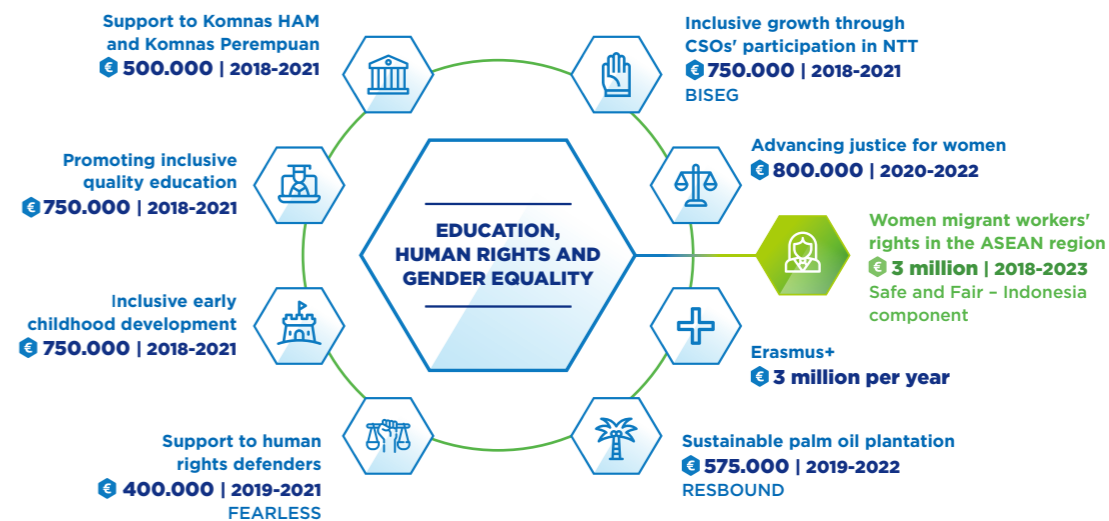 Support to Komnas HAM
and Komnas Perempuan
€ 500.000 | 2018-2021
Inclusive growth through
CSOs' participation in NTT
€ 750.000 | 2018-2021
BISEG
Promoting inclusive
quality education
€ 750.000 | 2018-2021
Advancing justice for women
€ 800.000 | 2020-2022
EDUCATION,
HUMAN RIGHTS AND
GENDER EQUALITY
Women migrant workers'
rights in the ASEAN region
€ 3 million | 2018-2023
Safe and Fair – Indonesia
component
Inclusive early
childhood development
€ 750.000 | 2018-2021
Erasmus+
€ 3 million per year
Support to human
rights defenders
€ 400.000 | 2019-2021
FEARLESS
Sustainable palm oil plantation
€ 575.000 | 2019-2022
RESBOUND